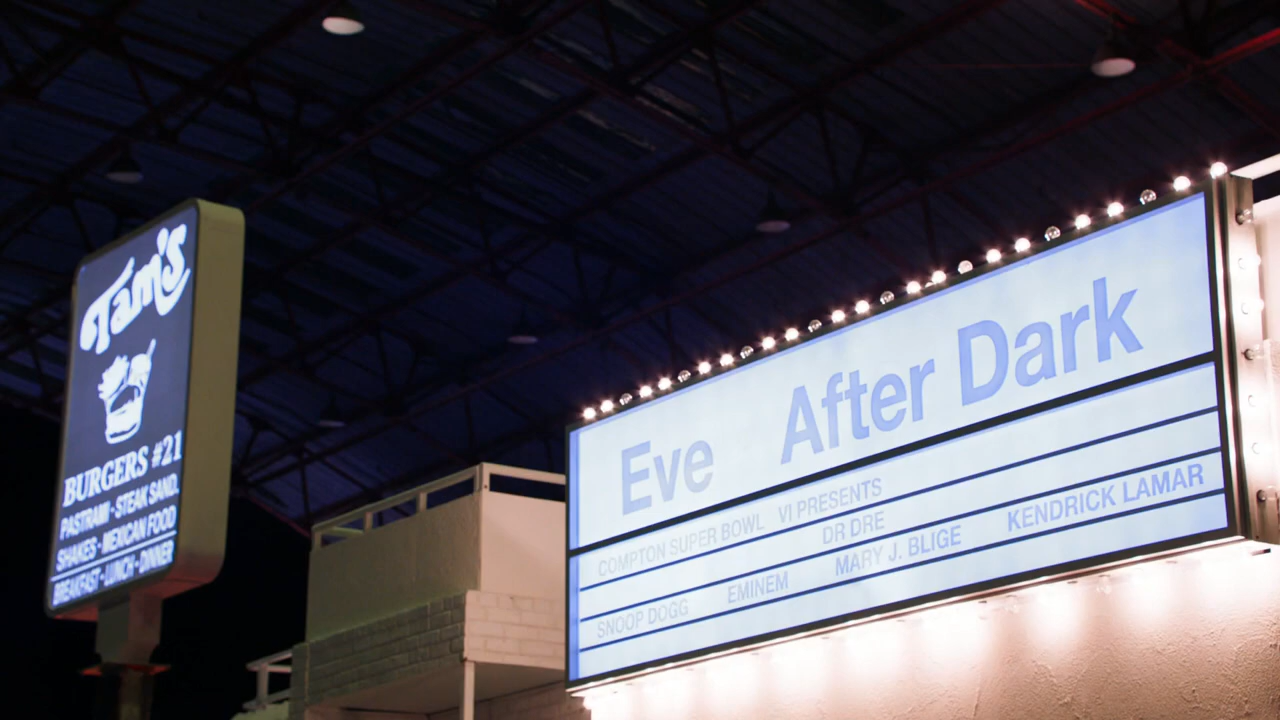 Tam's
BURGERS #21
PASTRAMI - STEAK SAND.
SHAKES - MEXICAN FOOD
BREAKFAST - LUNCH - DINNER
Eve After Dark
COMPTON SUPER BOWL VI PRESENTS
DR DRE
SNOOP DOGG EMINEM MARY J. BLIGE KENDRICK LAMAR